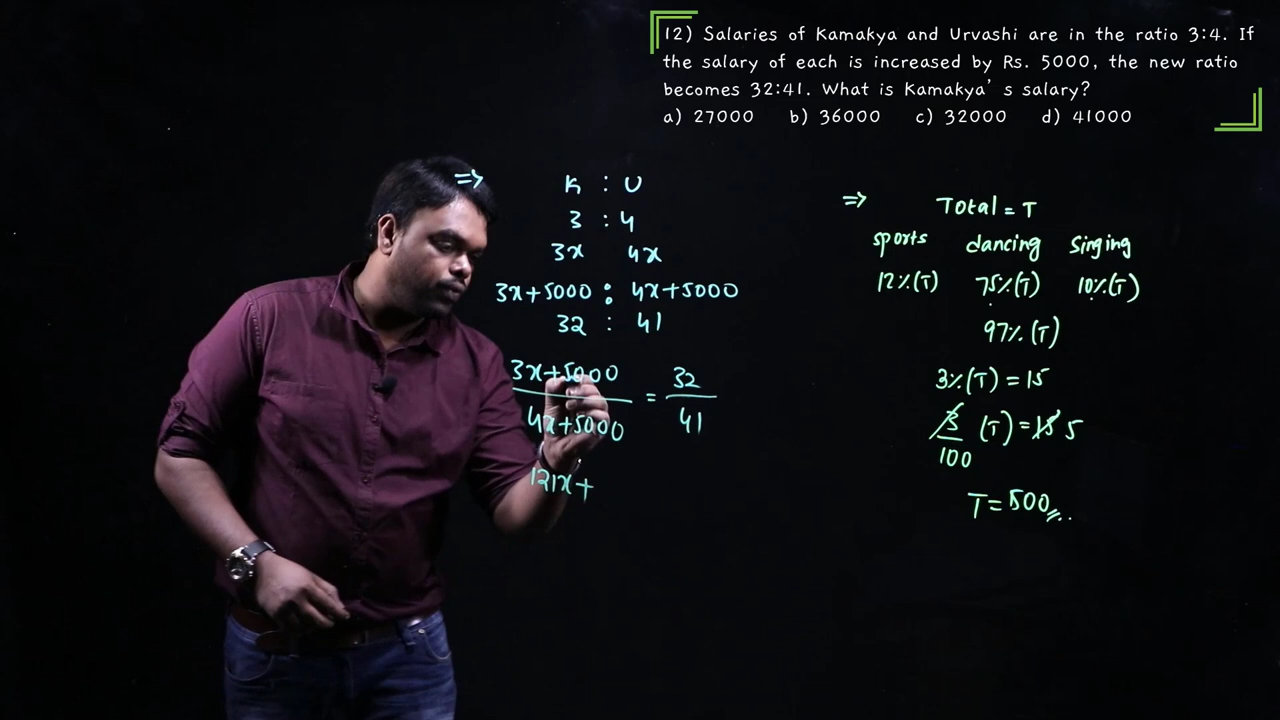 12) Salaries of Kamakya and Urvashi are in the ratio 3:4. If
the salary of each is increased by Rs. 5000, the new ratio
becomes 32:41. What is Kamakya's salary?
a) 27000 b) 36000 c) 32000 d) 41000
=> K : U
3 : 4
3x 4x
3x+5000 : 4x+5000
32 : 41
3x+5000 / 4x+5000 = 32 / 41
121x+
=> Total = T
sports dancing Singing
12%(T) 75%(T) 10%(T)
97%(T)
3%(T) = 15
3/100 (T) = 15 5
T = 500